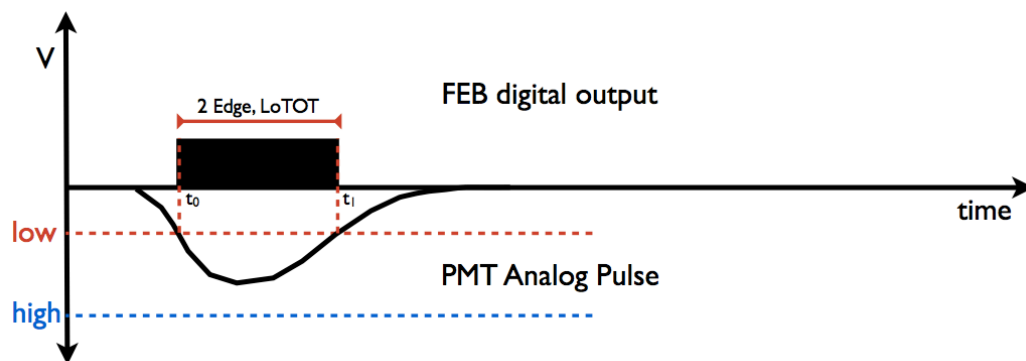 V
FEB digital output
2 Edge, LoTOT
t₀
t₁
time
low
PMT Analog Pulse
high